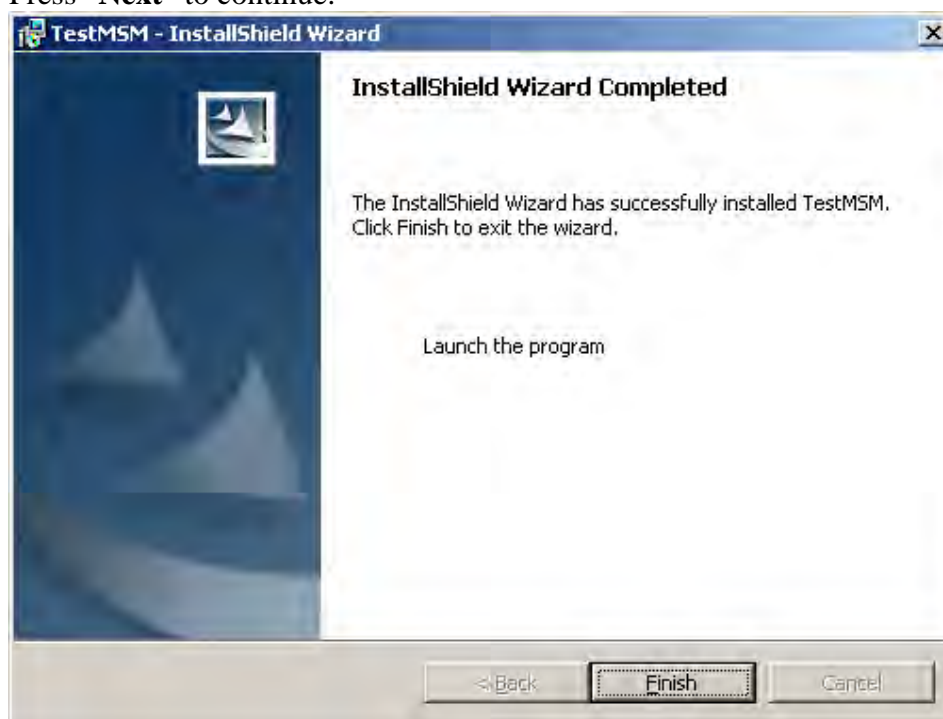 Press "Next" to continue.
TestMSM - InstallShield Wizard
InstallShield Wizard Completed
The InstallShield Wizard has successfully installed TestMSM.
Click Finish to exit the wizard.
Launch the program
< Back
Finish
Cancel